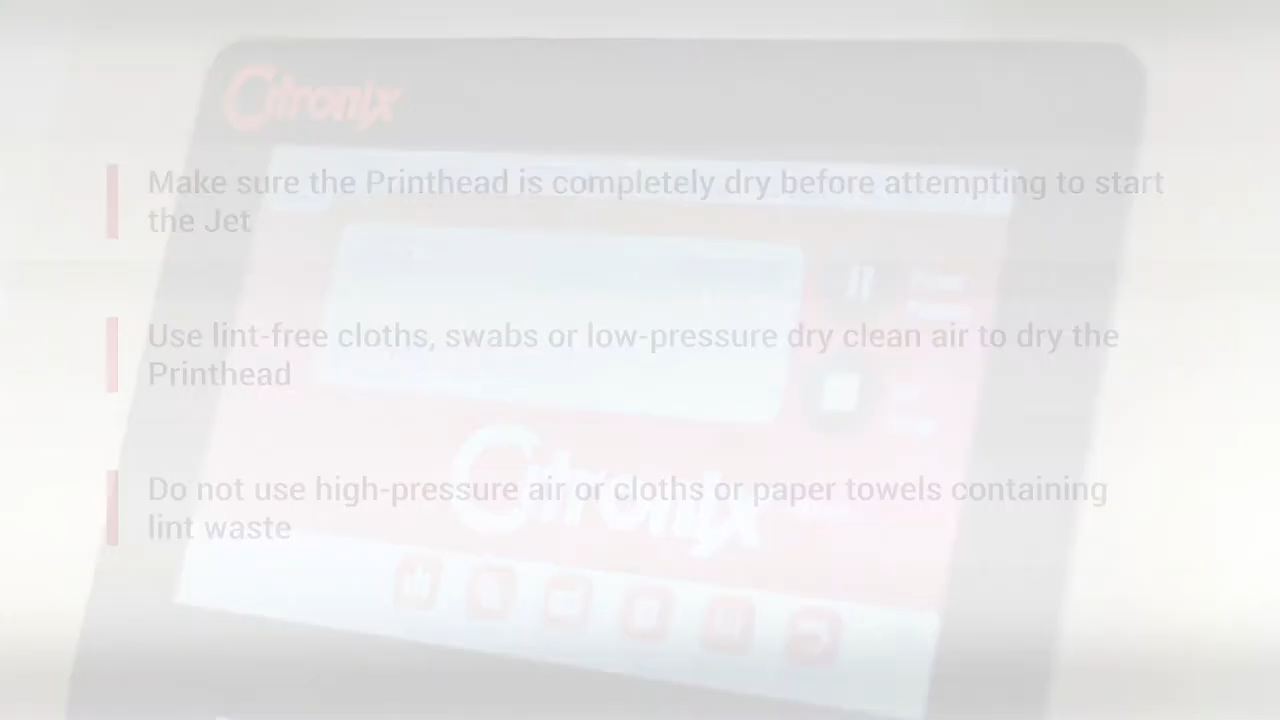 Citronix
Make sure the Printhead is completely dry before attempting to start
the Jet
Use lint-free cloths, swabs or low-pressure dry clean air to dry the
Printhead
Do not use high-pressure air or cloths or paper towels containing
lint waste
Citronix